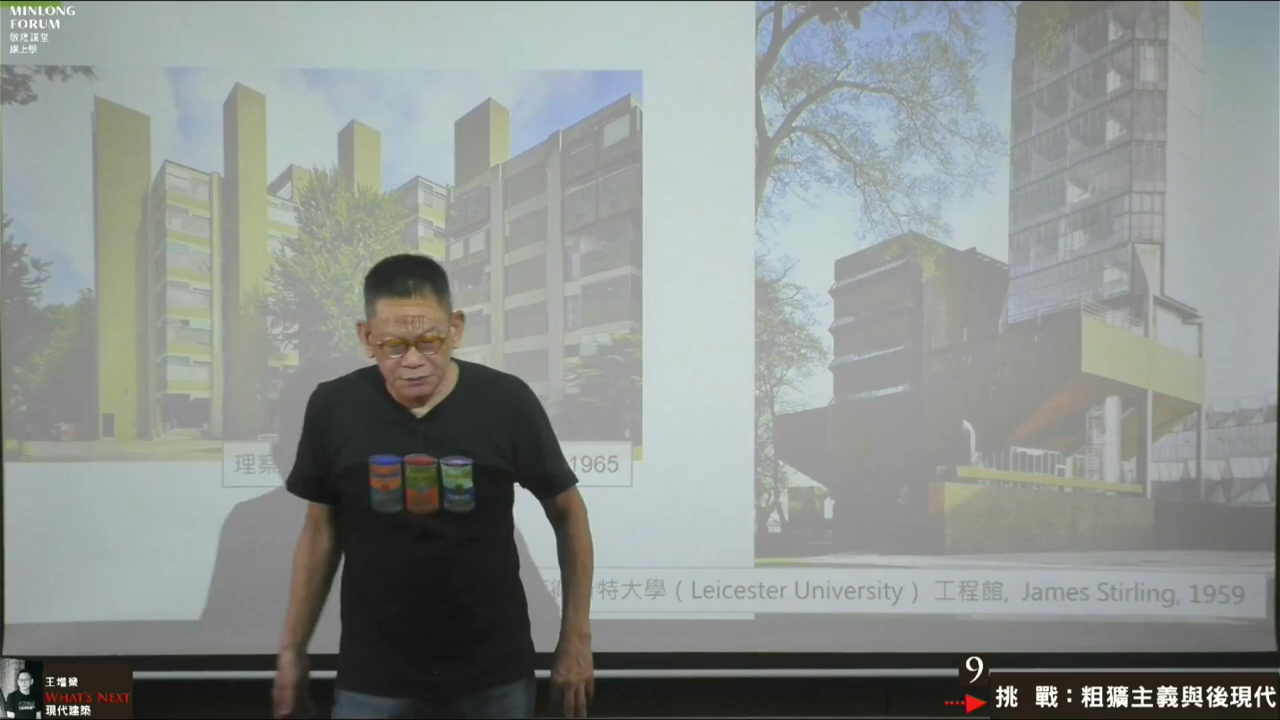 MINLONG
FORUM
敏隆講堂
線上學
理察
1965
特大學（Leicester University） 工程館, James Stirling, 1959
王增榮
WHAT'S NEXT
現代建築
9
挑 戰：粗獷主義與後現代